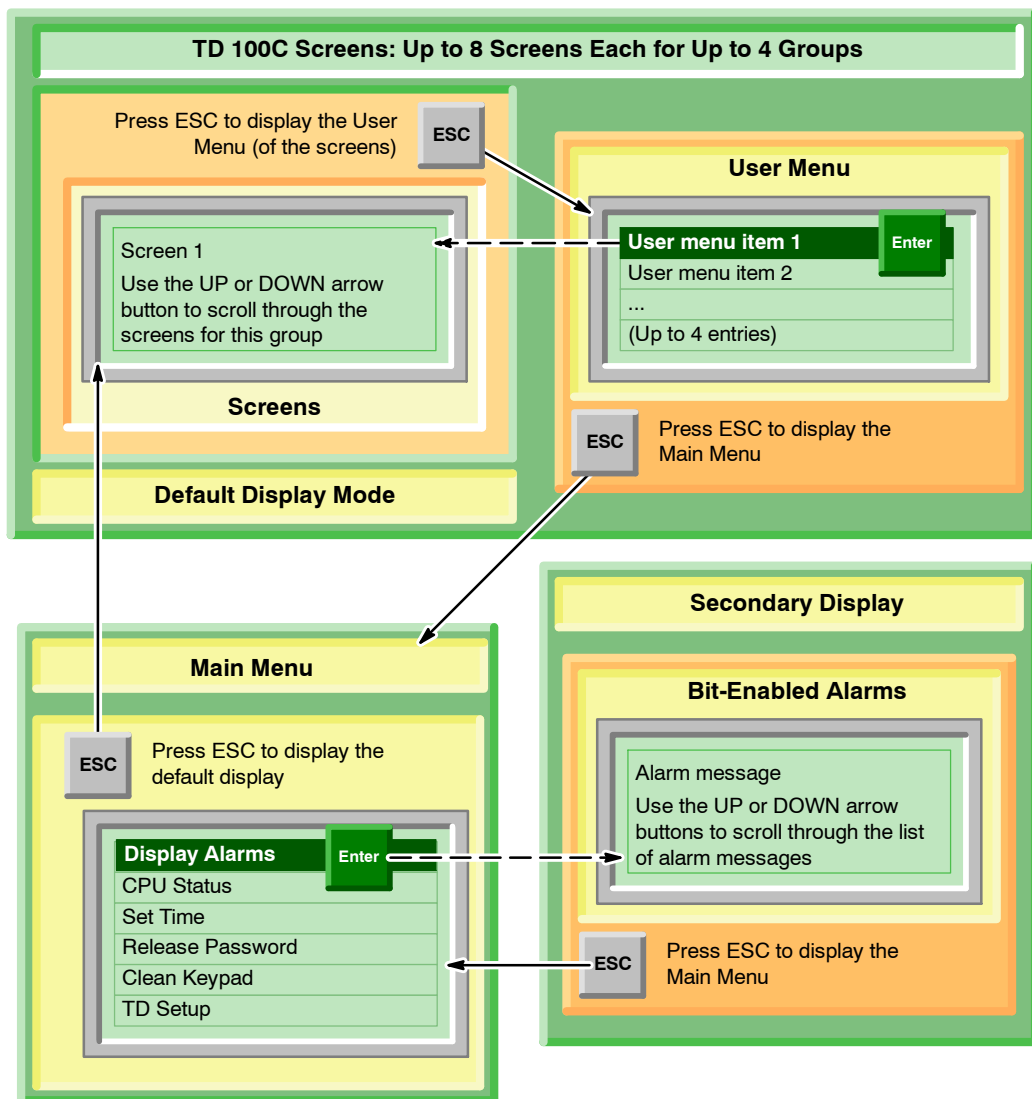 TD 100C Screens: Up to 8 Screens Each for Up to 4 Groups
Press ESC to display the User
Menu (of the screens)
ESC
Screen 1
Use the UP or DOWN arrow
button to scroll through the
screens for this group
Screens
Default Display Mode
User Menu
User menu item 1
Enter
User menu item 2
...
(Up to 4 entries)
ESC
Press ESC to display the
Main Menu
Main Menu
ESC
Press ESC to display the
default display
Display Alarms
Enter
CPU Status
Set Time
Release Password
Clean Keypad
TD Setup
Secondary Display
Bit-Enabled Alarms
Alarm message
Use the UP or DOWN arrow
buttons to scroll through the list
of alarm messages
ESC
Press ESC to display the
Main Menu